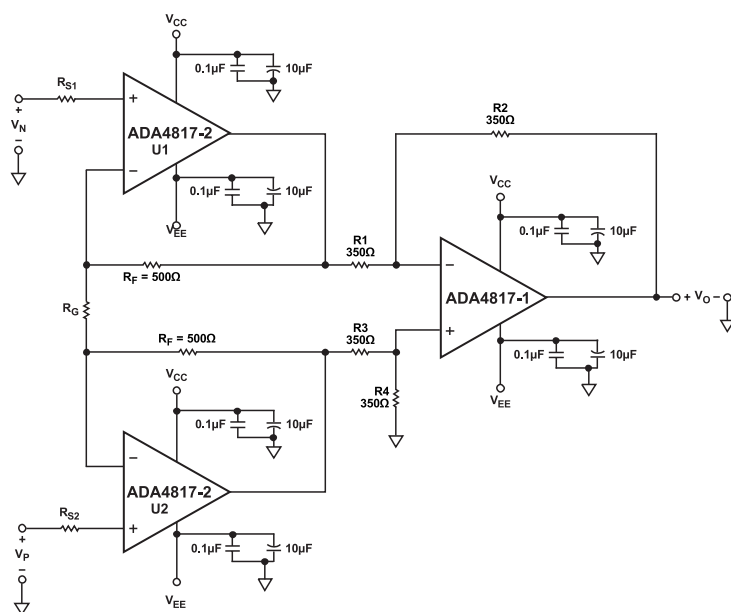 VCC
0.1µF
10µF
RS1
+
VN
−
+
ADA4817-2
U1
−
0.1µF
10µF
VEE
R2
350Ω
VCC
0.1µF
10µF
R1
350Ω
RF = 500Ω
−
ADA4817-1
+
+ VO −
RG
RF = 500Ω
R3
350Ω
0.1µF
10µF
R4
350Ω
VEE
VCC
0.1µF
10µF
−
ADA4817-2
U2
+
RS2
+
VP
−
0.1µF
10µF
VEE